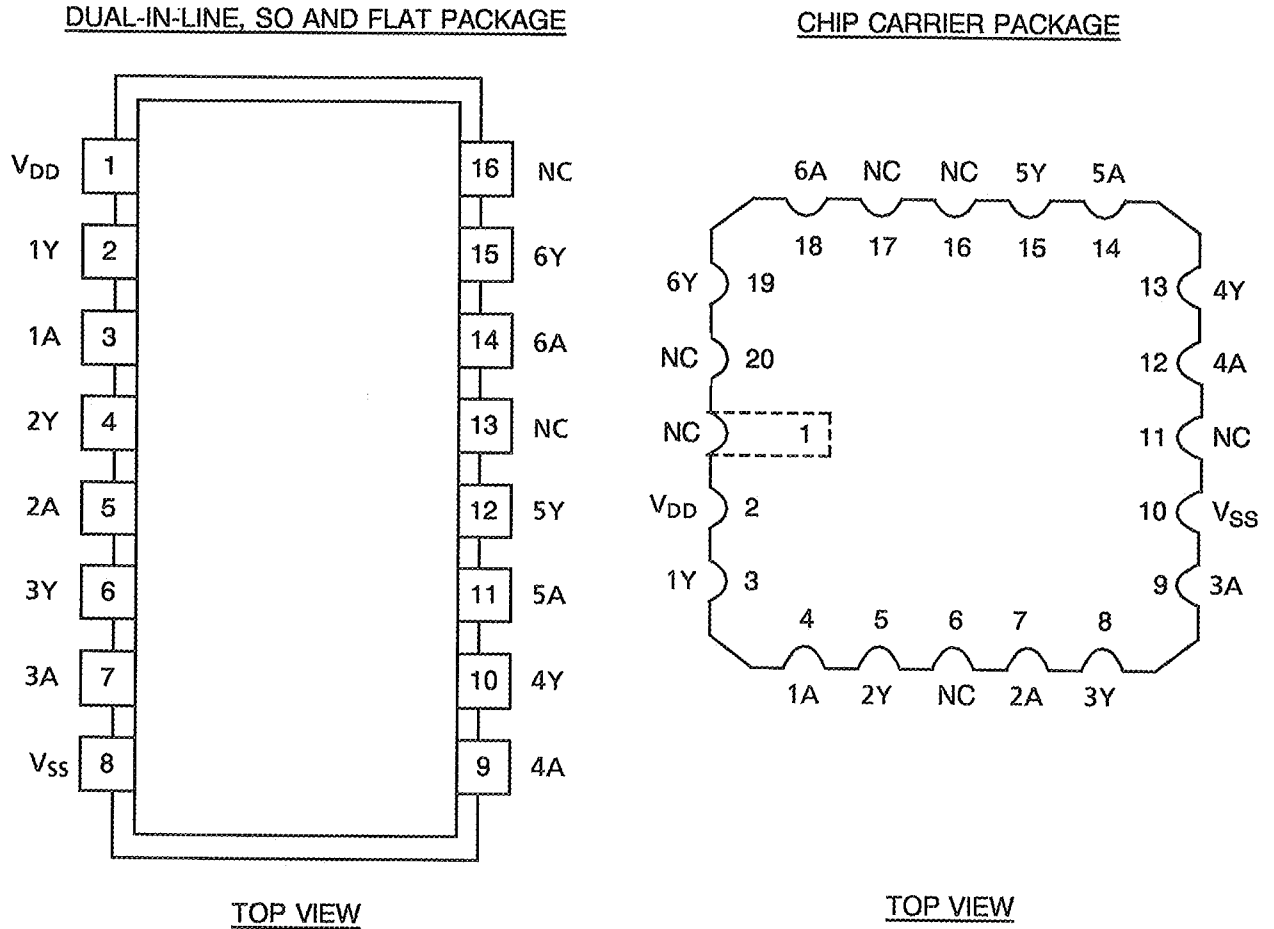 DUAL-IN-LINE, SO AND FLAT PACKAGE
VDD 1 16 NC
1Y 2 15 6Y
1A 3 14 6A
2Y 4 13 NC
2A 5 12 5Y
3Y 6 11 5A
3A 7 10 4Y
VSS 8 9 4A
TOP VIEW
CHIP CARRIER PACKAGE
6A NC NC 5Y 5A
18 17 16 15 14
6Y 19 13 4Y
NC 20 12 4A
NC 1 11 NC
VDD 2 10 VSS
1Y 3 9 3A
4 5 6 7 8
1A 2Y NC 2A 3Y
TOP VIEW